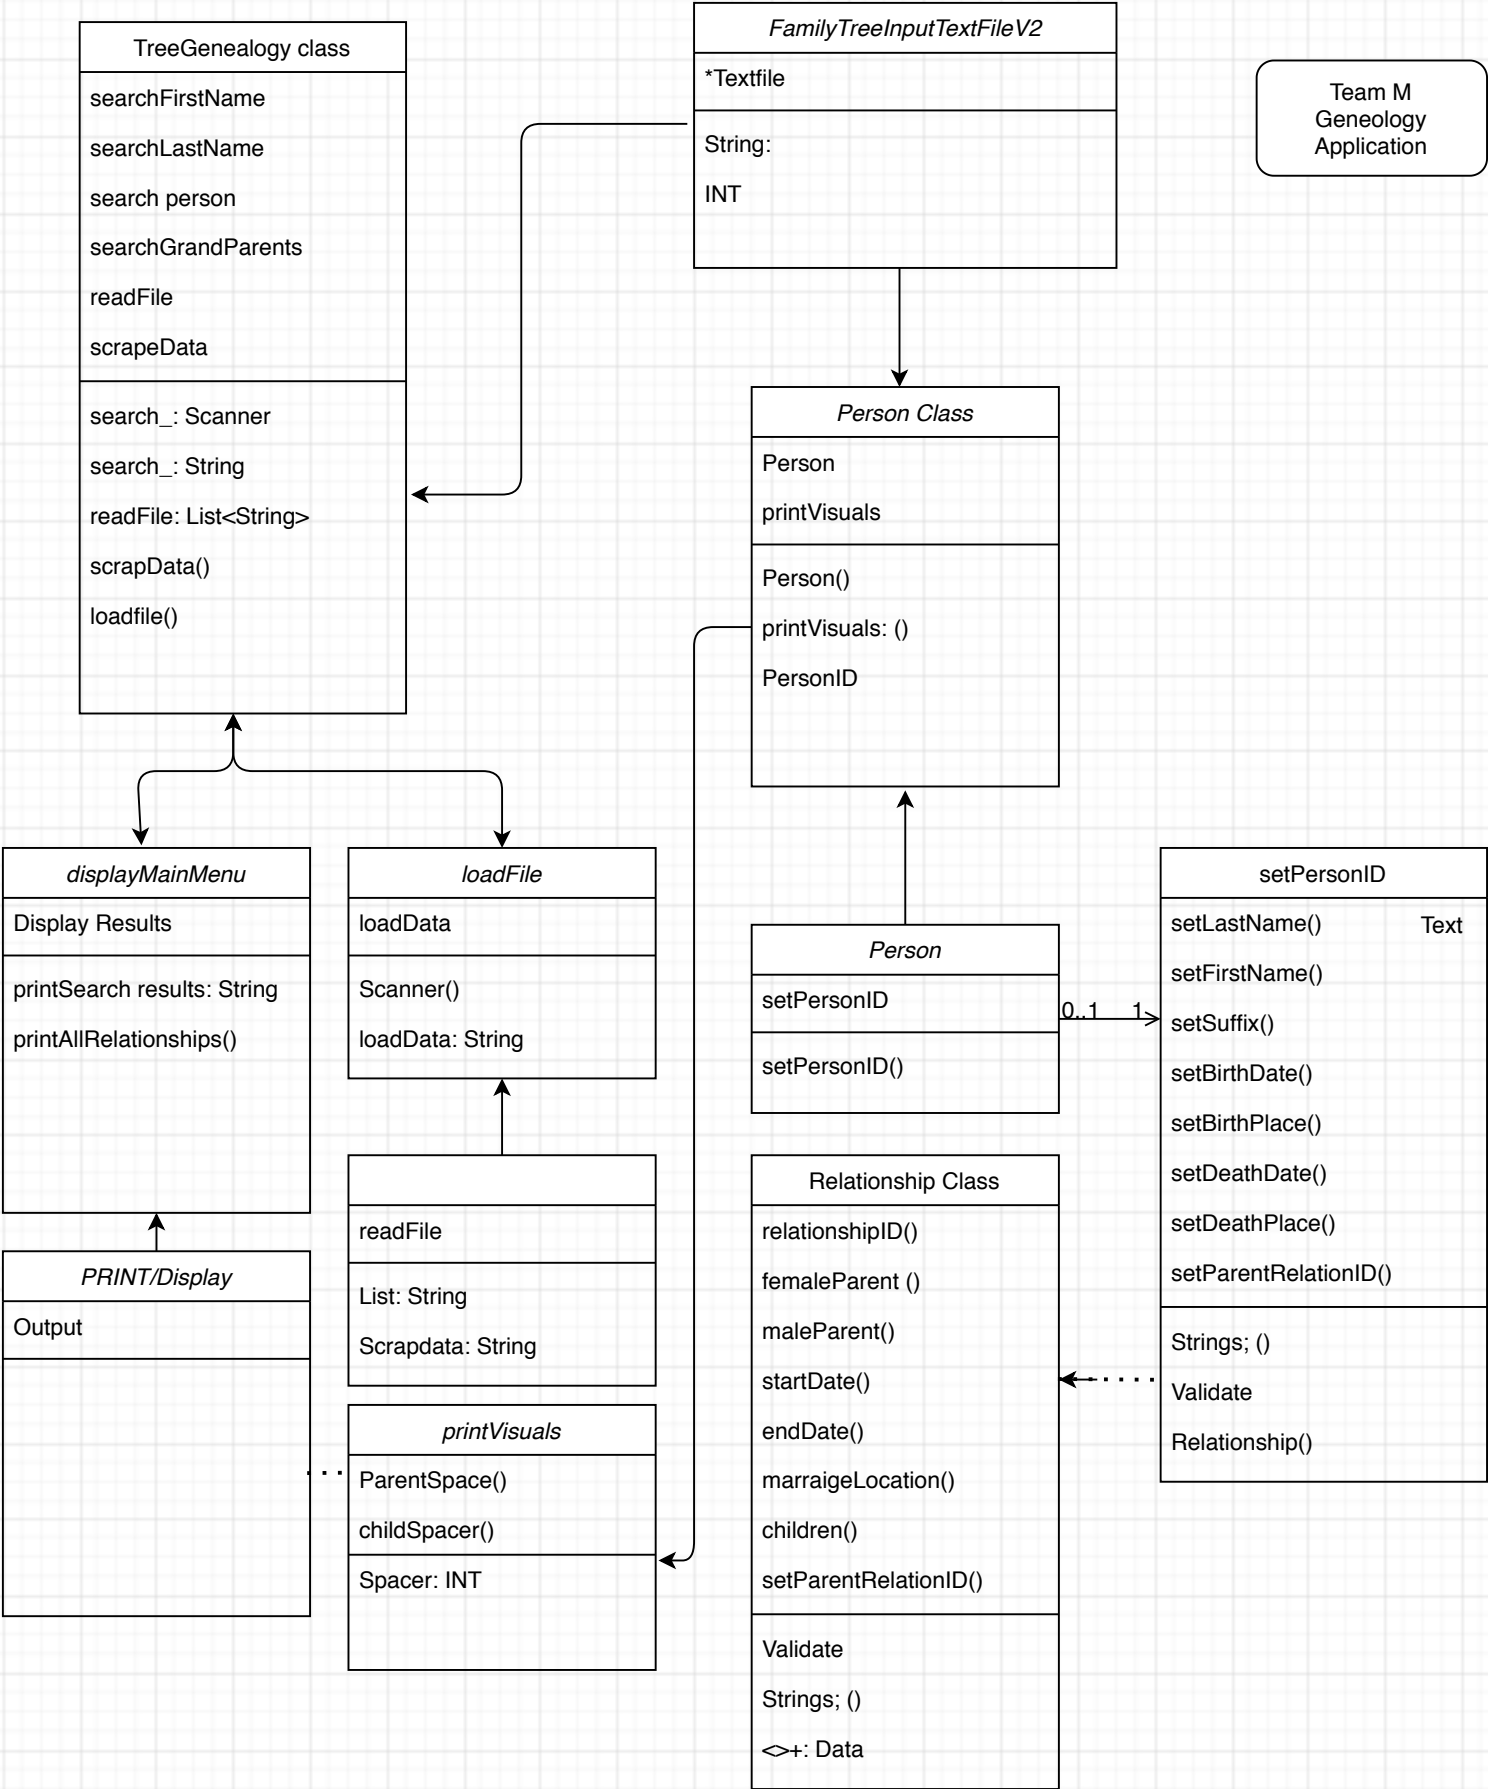 TreeGenealogy class
searchFirstName
searchLastName
search person
searchGrandParents
readFile
scrapeData
search_: Scanner
search_: String
readFile: List<String>
scrapData()
loadfile()
FamilyTreeInputTextFileV2
*Textfile
String:
INT
Team M
Geneology
Application
Person Class
Person
printVisuals
Person()
printVisuals: ()
PersonID
displayMainMenu
Display Results
printSearch results: String
printAllRelationships()
loadFile
loadData
Scanner()
loadData: String
Person
setPersonID
setPersonID()
0..1
1
setPersonID
setLastName()
Text
setFirstName()
setSuffix()
setBirthDate()
setBirthPlace()
setDeathDate()
setDeathPlace()
setParentRelationID()
Strings; ()
Validate
Relationship()
PRINT/Display
Output
readFile
List: String
Scrapdata: String
printVisuals
ParentSpace()
childSpacer()
Spacer: INT
Relationship Class
relationshipID()
femaleParent ()
maleParent()
startDate()
endDate()
marraigeLocation()
children()
setParentRelationID()
Validate
Strings; ()
<>+: Data